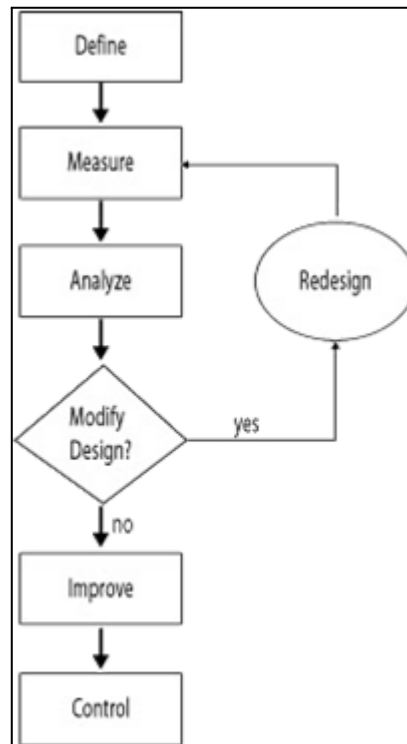 Define
Measure
Analyze
Redesign
Modify
Design?
yes
no
Improve
Control